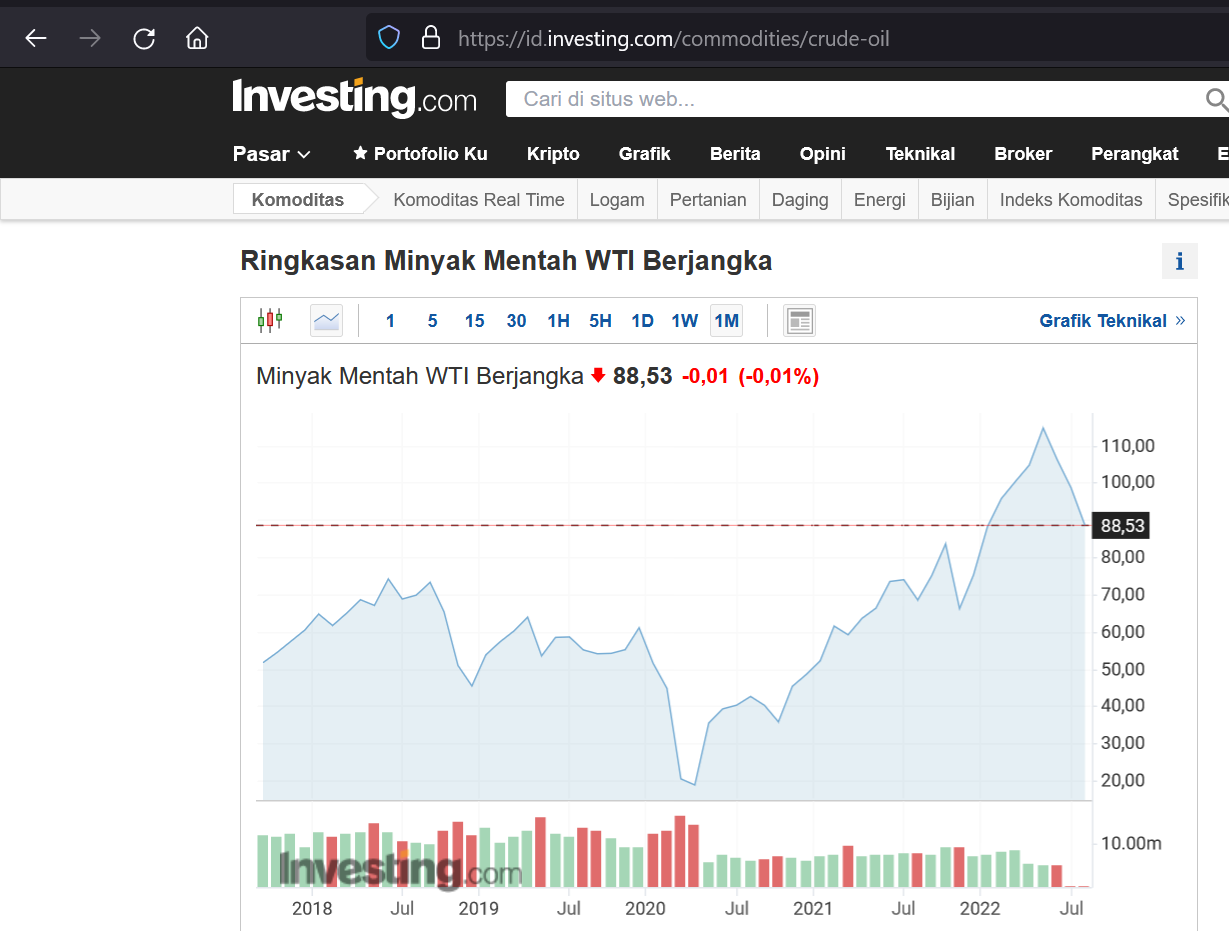 https://id.investing.com/commodities/crude-oil
Investing.com
Cari di situs web...
Pasar
Portofolio Ku
Kripto
Grafik
Berita
Opini
Teknikal
Broker
Perangkat
E
Komoditas
Komoditas Real Time
Logam
Pertanian
Daging
Energi
Bijian
Indeks Komoditas
Spesifik
Ringkasan Minyak Mentah WTI Berjangka
i
1 5 15 30 1H 5H 1D 1W 1M
Grafik Teknikal »
Minyak Mentah WTI Berjangka 88,53 -0,01 (-0,01%)
110,00
100,00
88,53
80,00
70,00
60,00
50,00
40,00
30,00
20,00
10.00m
Investing.com
2018 Jul 2019 Jul 2020 Jul 2021 Jul 2022 Jul